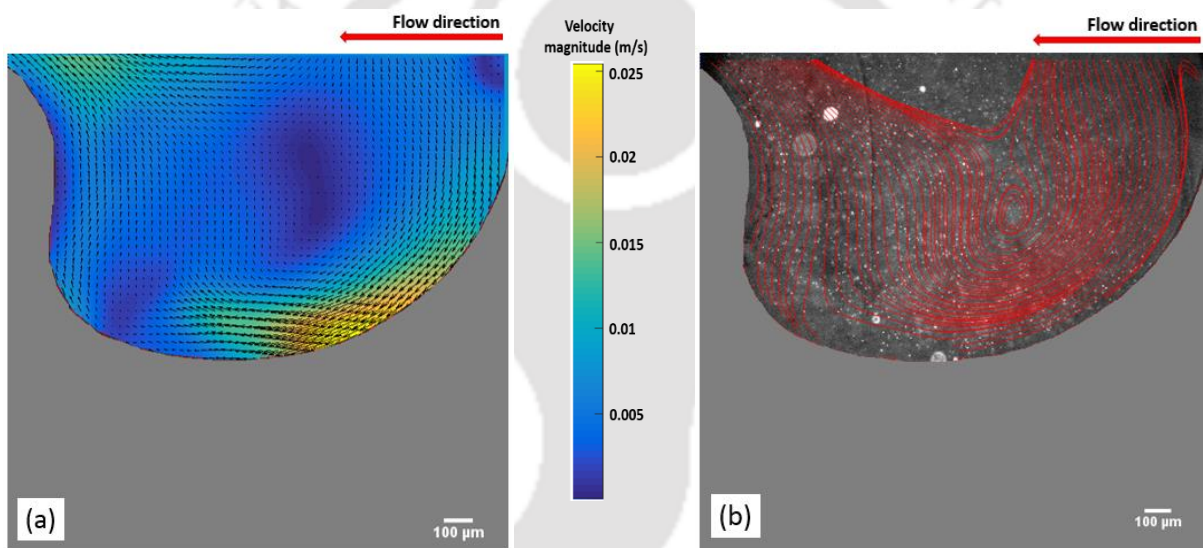 Flow direction
Velocity
magnitude (m/s)
0.025
0.02
0.015
0.01
0.005
(a)
100 µm
Flow direction
(b)
100 µm